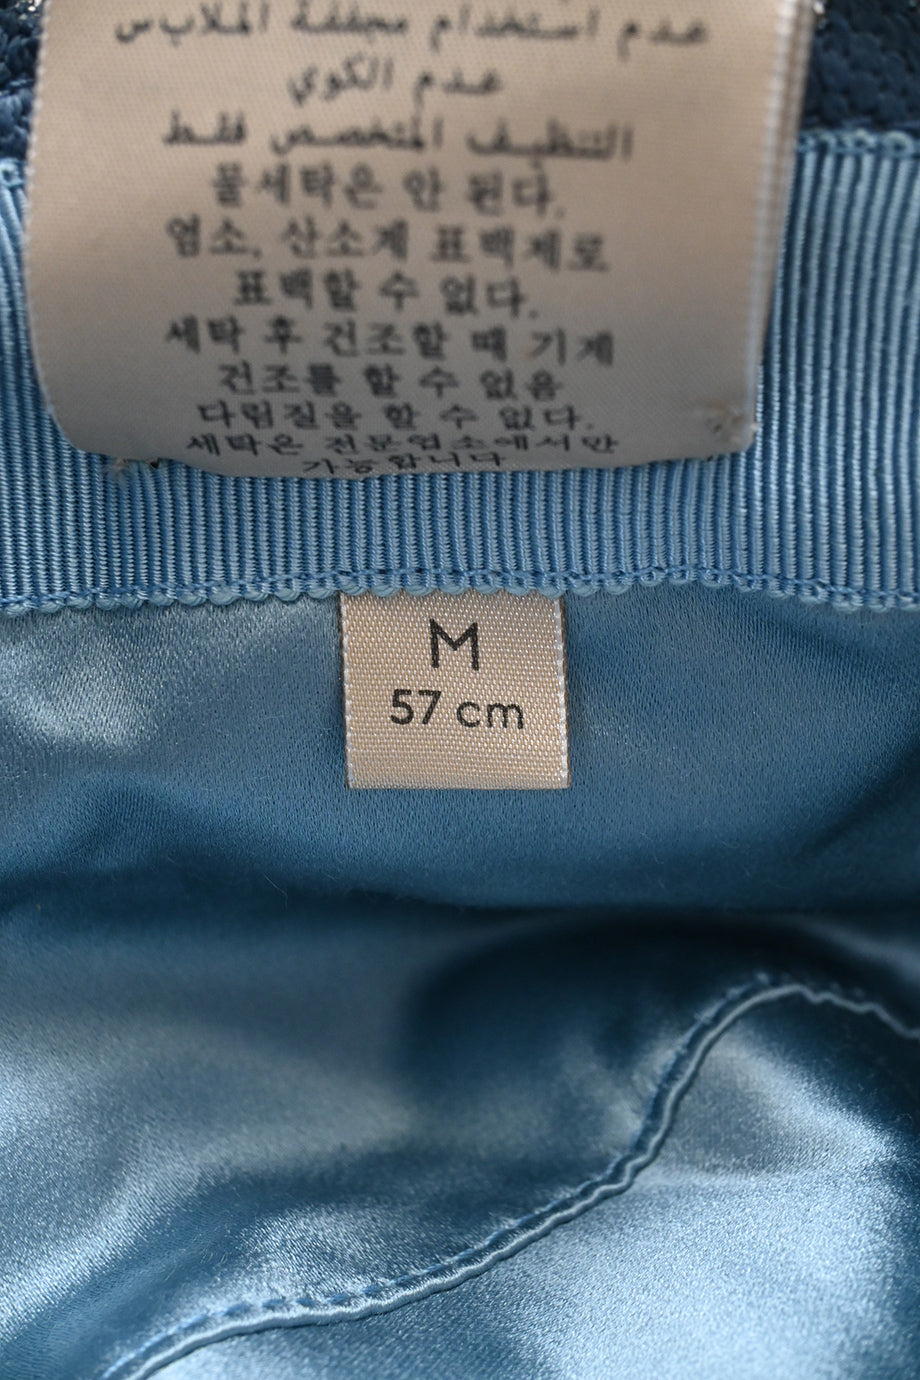 عدم استخدام مجففة الملابس
عدم الكوي
التنظيف المتخصص فقط
물세탁은 안 된다.
염소, 산소계 표백제로
표백할 수 없다.
세탁 후 건조할 때 기계
건조를 할 수 없음
다림질을 할 수 없다.
세탁은 전문업소에서만
가능합니다
M
57 cm